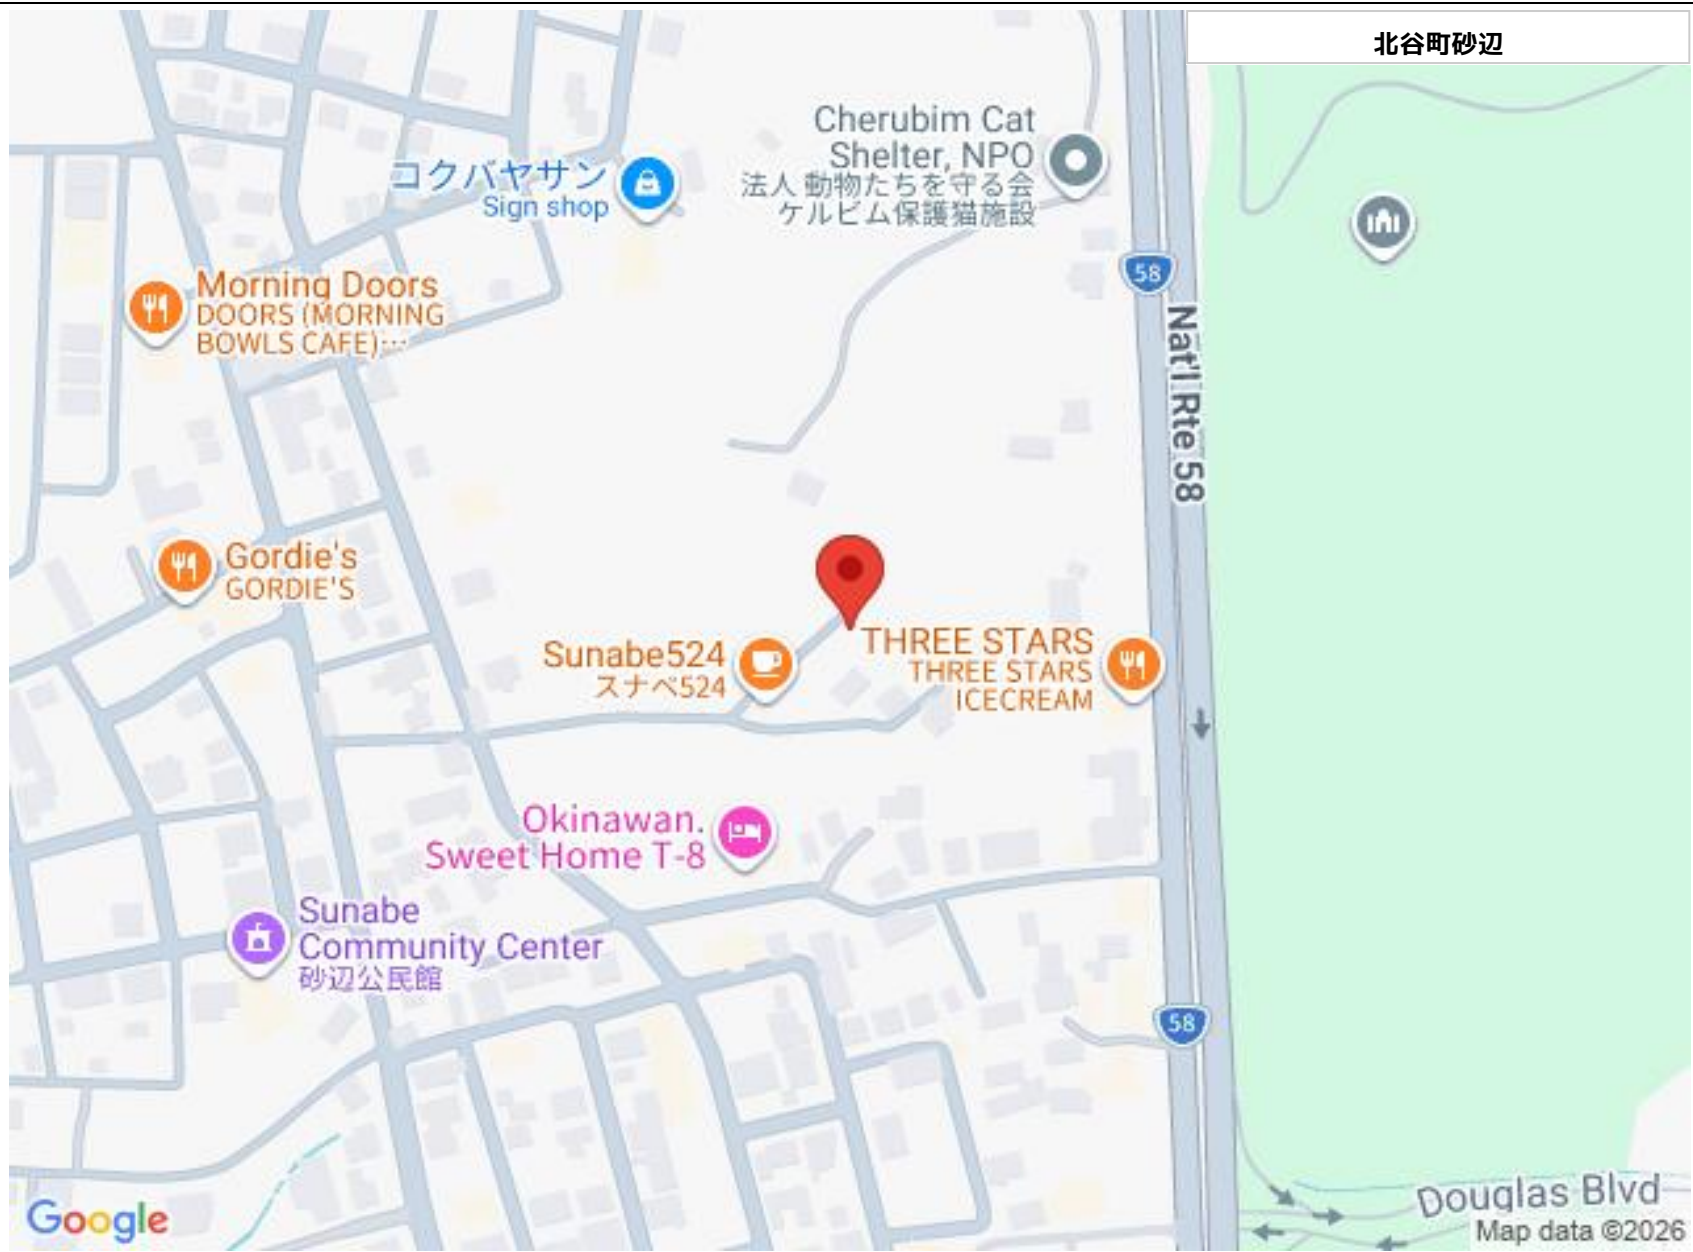 北谷町砂辺
Cherubim Cat
Shelter, NPO
法人 動物たちを守る会
ケルビム保護猫施設
コクバヤサン
Sign shop
58
Morning Doors
DOORS (MORNING
BOWLS CAFE)…
Nat'l Rte 58
Gordie's
GORDIE'S
Sunabe524
スナベ524
THREE STARS
THREE STARS
ICECREAM
Okinawan.
Sweet Home T-8
Sunabe
Community Center
砂辺公民館
58
Douglas Blvd
Google
Map data ©2026